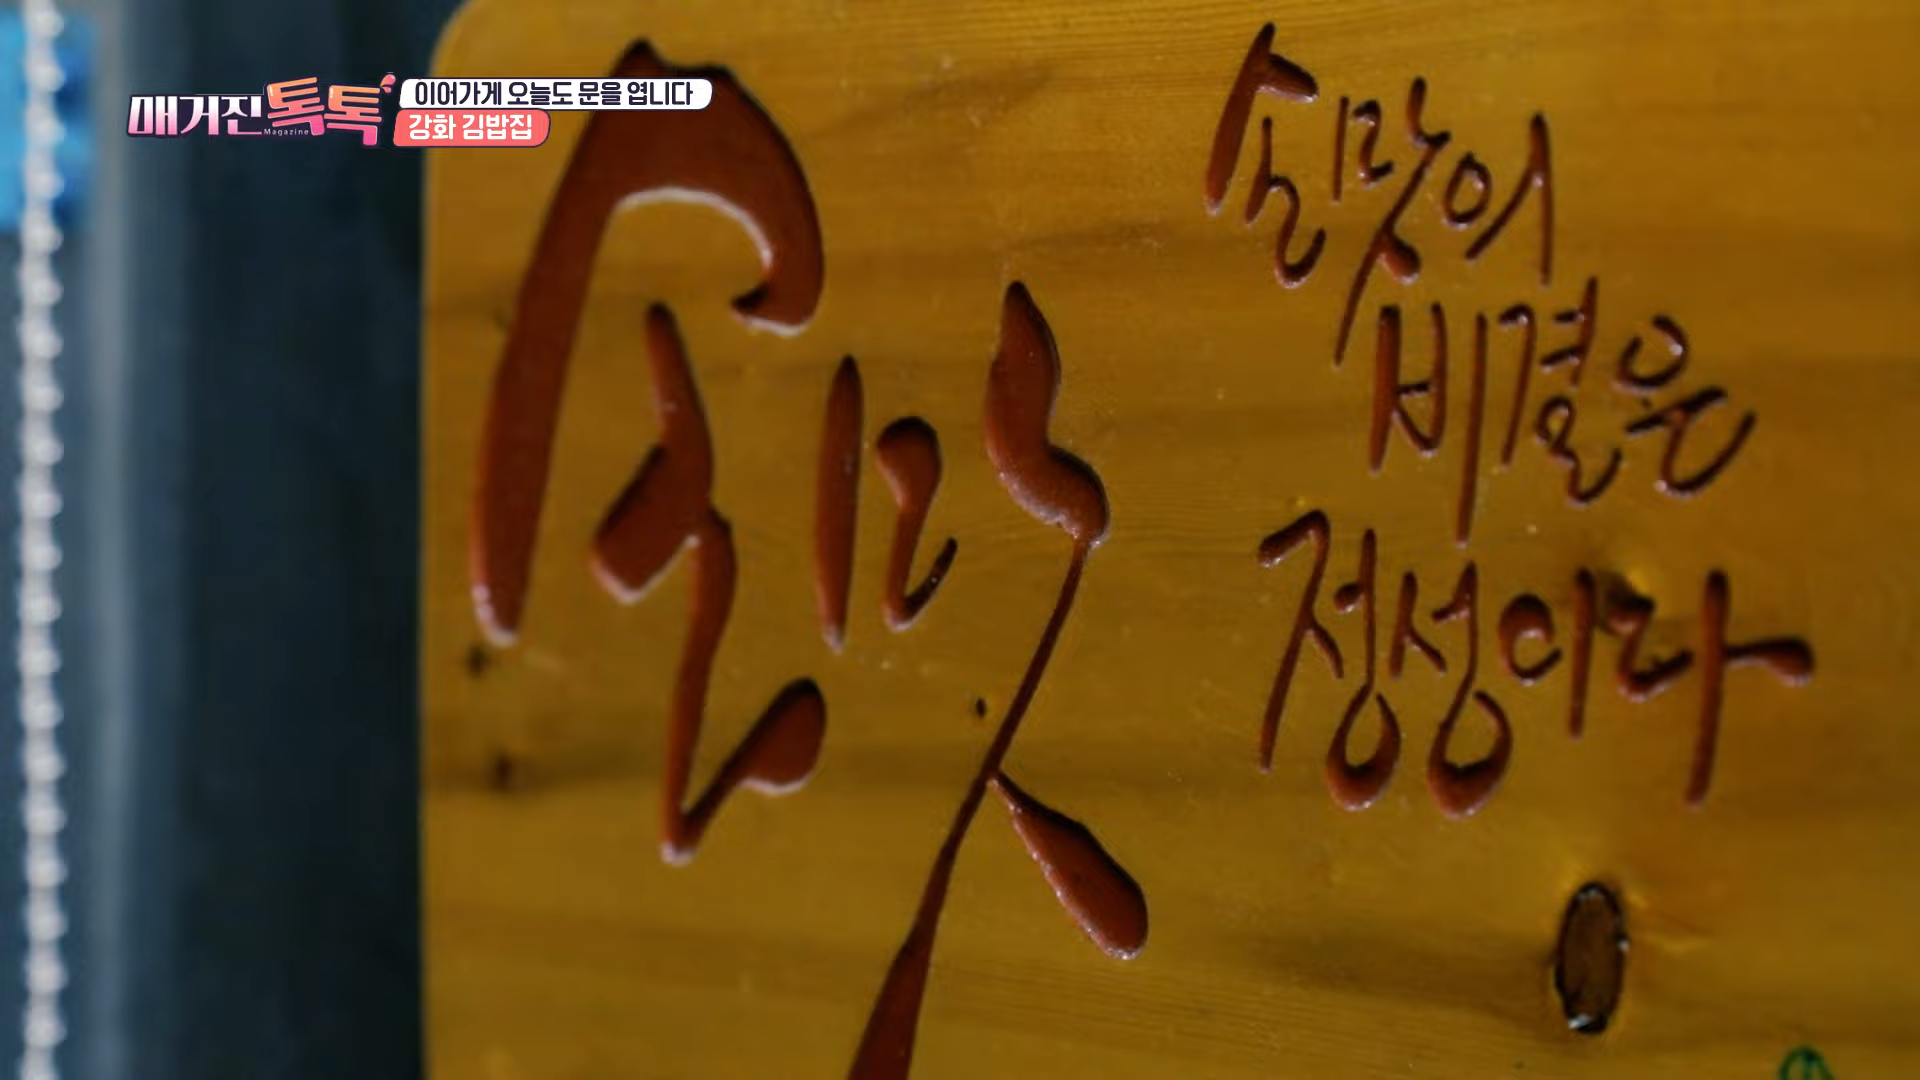 매거진톡톡
Magazine
이어가게 오늘도 문을 엽니다
강화 김밥집
손맛
손맛의
비결은
정성이라